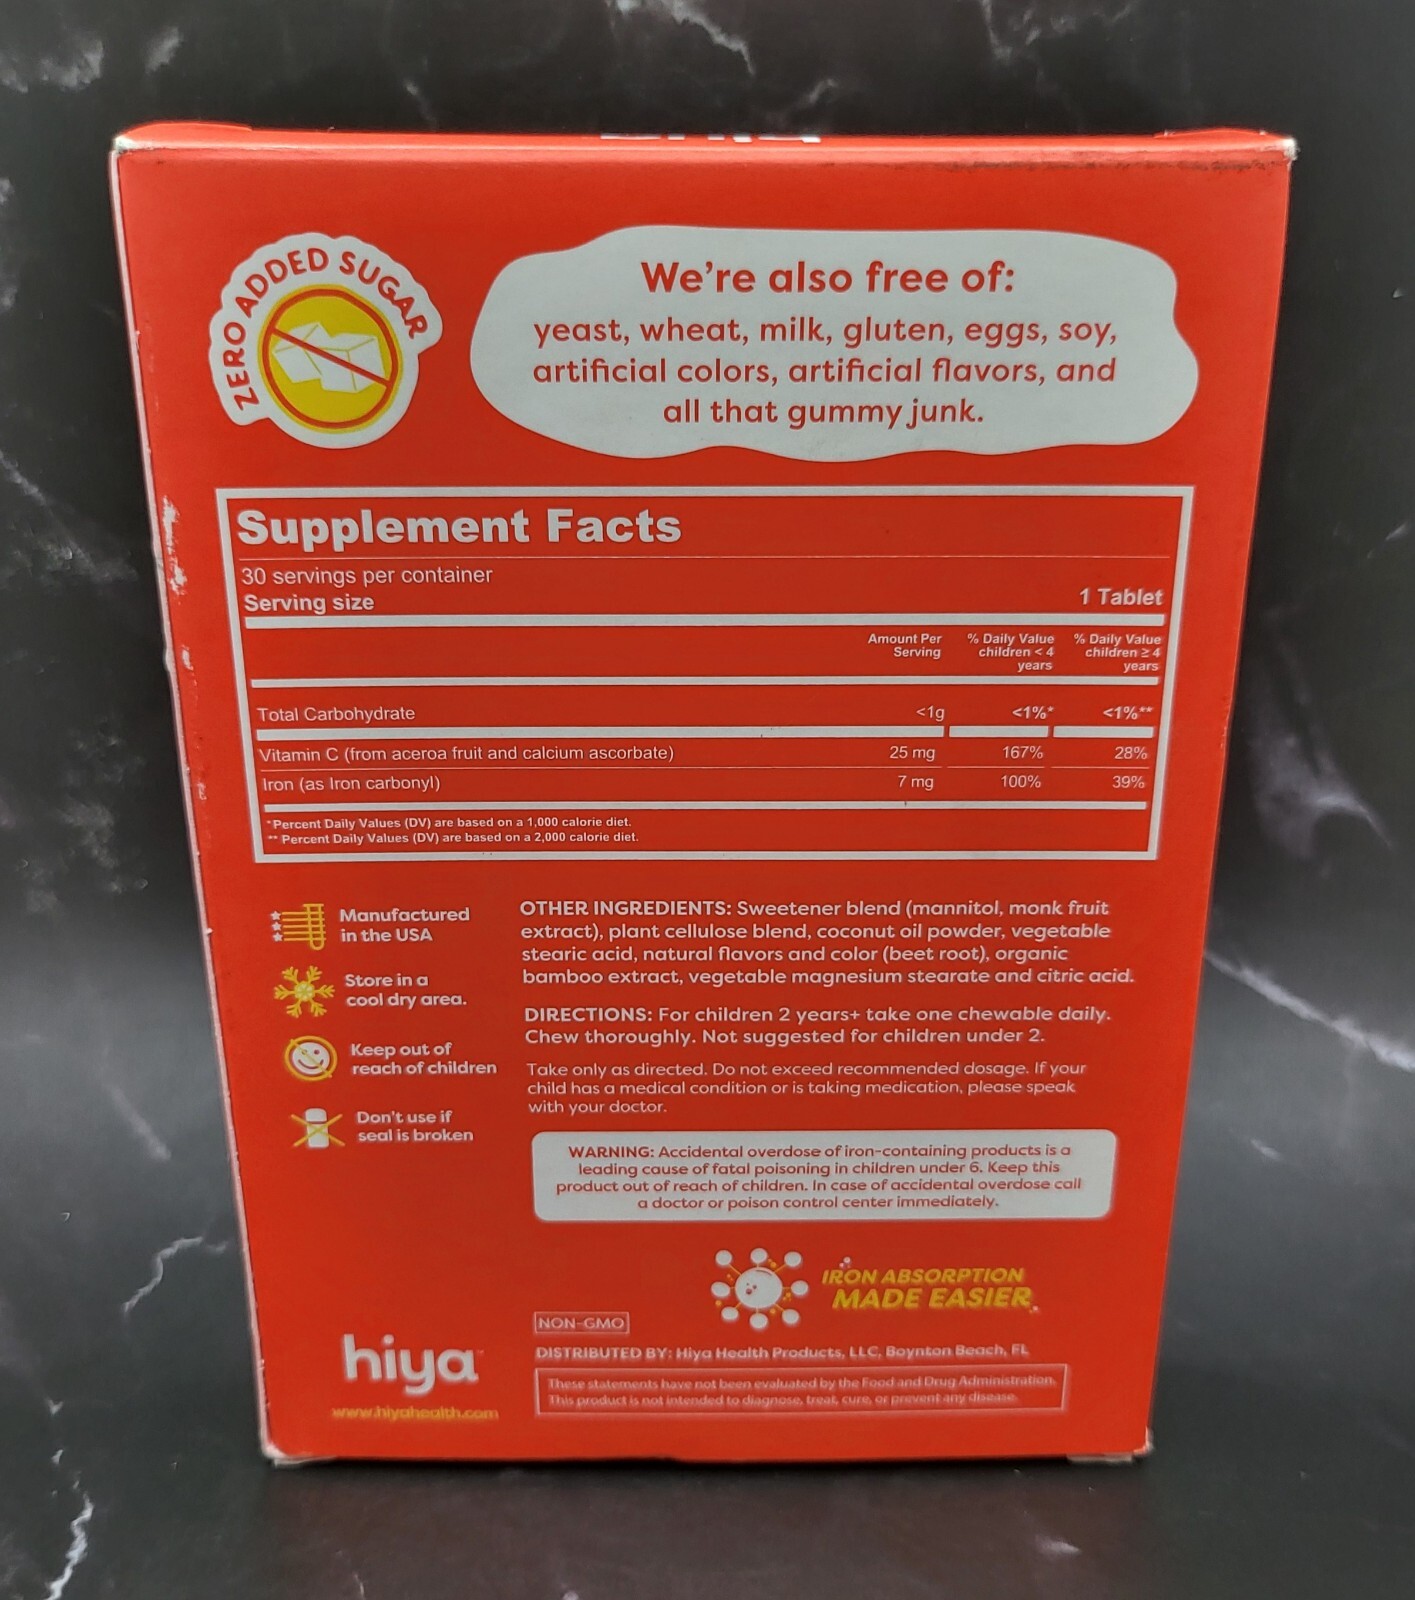 ZERO ADDED SUGAR
We're also free of:
yeast, wheat, milk, gluten, eggs, soy,
artificial colors, artificial flavors, and
all that gummy junk.
Supplement Facts
30 servings per container
Serving size 1 Tablet
Amount Per Serving % Daily Value children < 4 years % Daily Value children ≥ 4 years
Total Carbohydrate <1g <1%* <1%**
Vitamin C (from aceroa fruit and calcium ascorbate) 25 mg 167% 28%
Iron (as Iron carbonyl) 7 mg 100% 39%
*Percent Daily Values (DV) are based on a 1,000 calorie diet.
** Percent Daily Values (DV) are based on a 2,000 calorie diet.
Manufactured
in the USA
Store in a
cool dry area.
Keep out of
reach of children
Don't use if
seal is broken
OTHER INGREDIENTS: Sweetener blend (mannitol, monk fruit
extract), plant cellulose blend, coconut oil powder, vegetable
stearic acid, natural flavors and color (beet root), organic
bamboo extract, vegetable magnesium stearate and citric acid.
DIRECTIONS: For children 2 years+ take one chewable daily.
Chew thoroughly. Not suggested for children under 2.
Take only as directed. Do not exceed recommended dosage. If your
child has a medical condition or is taking medication, please speak
with your doctor.
WARNING: Accidental overdose of iron-containing products is a
leading cause of fatal poisoning in children under 6. Keep this
product out of reach of children. In case of accidental overdose call
a doctor or poison control center immediately.
IRON ABSORPTION
MADE EASIER
NON-GMO
hiya
www.hiyahealth.com
DISTRIBUTED BY: Hiya Health Products, LLC, Boynton Beach, FL
These statements have not been evaluated by the Food and Drug Administration.
This product is not intended to diagnose, treat, cure, or prevent any disease.